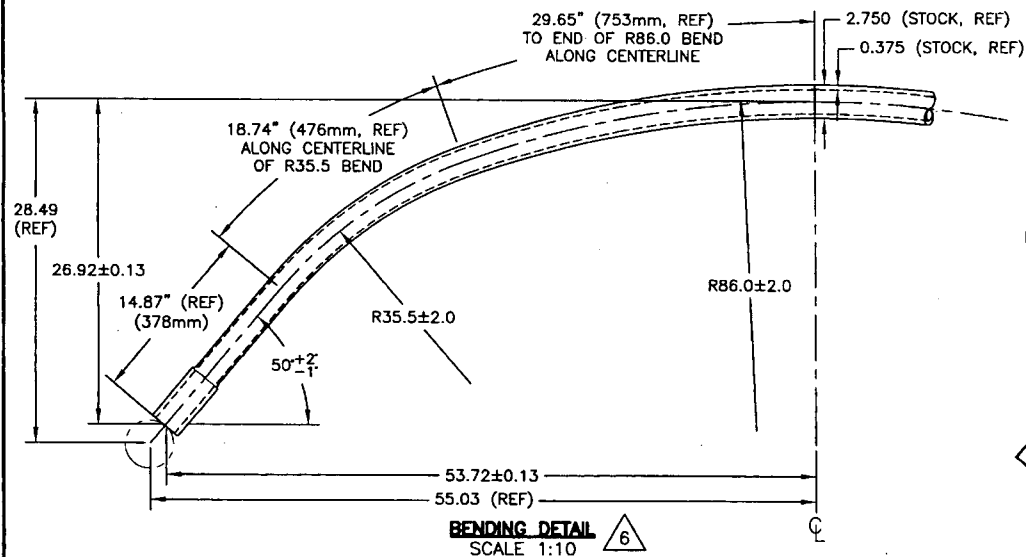 29.65" (753mm, REF)
TO END OF R86.0 BEND
ALONG CENTERLINE
2.750 (STOCK, REF)
0.375 (STOCK, REF)
18.74" (476mm, REF)
ALONG CENTERLINE
OF R35.5 BEND
28.49
(REF)
26.92±0.13
14.87" (REF)
(378mm)
R35.5±2.0
R86.0±2.0
50°+2°
-1°
53.72±0.13
55.03 (REF)
BENDING DETAIL
6
SCALE 1:10